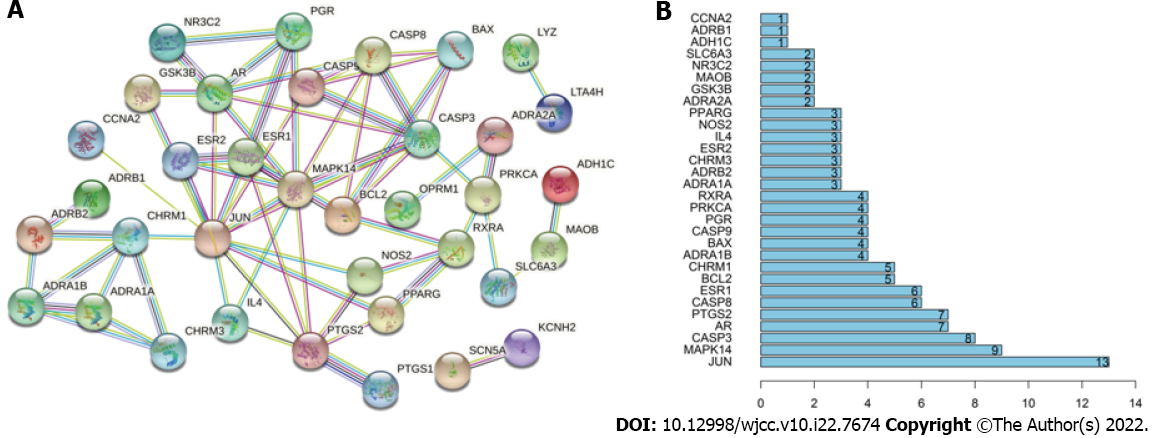 A
NR3C2
PGR
CASP8
BAX
LYZ
GSK3B
AR
CASP9
LTA4H
CCNA2
CASP3
ADRA2A
ESR2
ESR1
ADRB1
MAPK14
PRKCA
ADH1C
ADRB2
CHRM1
JUN
BCL2
OPRM1
RXRA
MAOB
NOS2
SLC6A3
ADRA1B
ADRA1A
IL4
PPARG
CHRM3
PTGS2
KCNH2
SCN5A
PTGS1
B
CCNA2 1
ADRB1 1
ADH1C 1
SLC6A3 2
NR3C2 2
MAOB 2
GSK3B 2
ADRA2A 2
PPARG 3
NOS2 3
IL4 3
ESR2 3
CHRM3 3
ADRB2 3
ADRA1A 3
RXRA 4
PRKCA 4
PGR 4
CASP9 4
BAX 4
ADRA1B 4
CHRM1 5
BCL2 5
ESR1 6
CASP8 6
PTGS2 7
AR 7
CASP3 8
MAPK14 9
JUN 13
0 2 4 6 8 10 12 14
DOI: 10.12998/wjcc.v10.i22.7674 Copyright ©The Author(s) 2022.